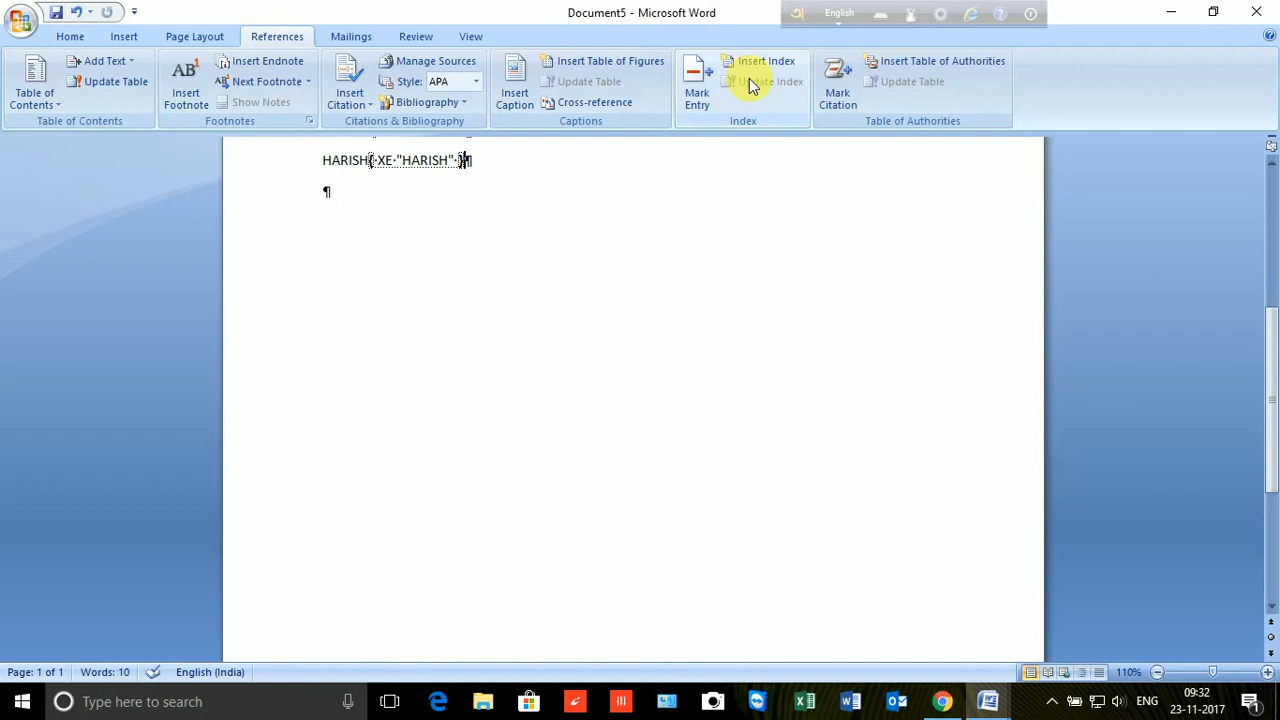 Document5 - Microsoft Word
English
Home Insert Page Layout References Mailings Review View
Table of Contents
Add Text
Update Table
Table of Contents
AB¹
Insert Footnote
Insert Endnote
AB¹ Next Footnote
Show Notes
Footnotes
Insert Citation
Manage Sources
Style: APA
Bibliography
Citations & Bibliography
Insert Caption
Insert Table of Figures
Update Table
Cross-reference
Captions
Mark Entry
Insert Index
Update Index
Index
Mark Citation
Insert Table of Authorities
Update Table
Table of Authorities
HARISH{·XE·"HARISH"·}¶
¶
Page: 1 of 1 Words: 10 English (India) 110%
Type here to search
ENG
09:32
23-11-2017